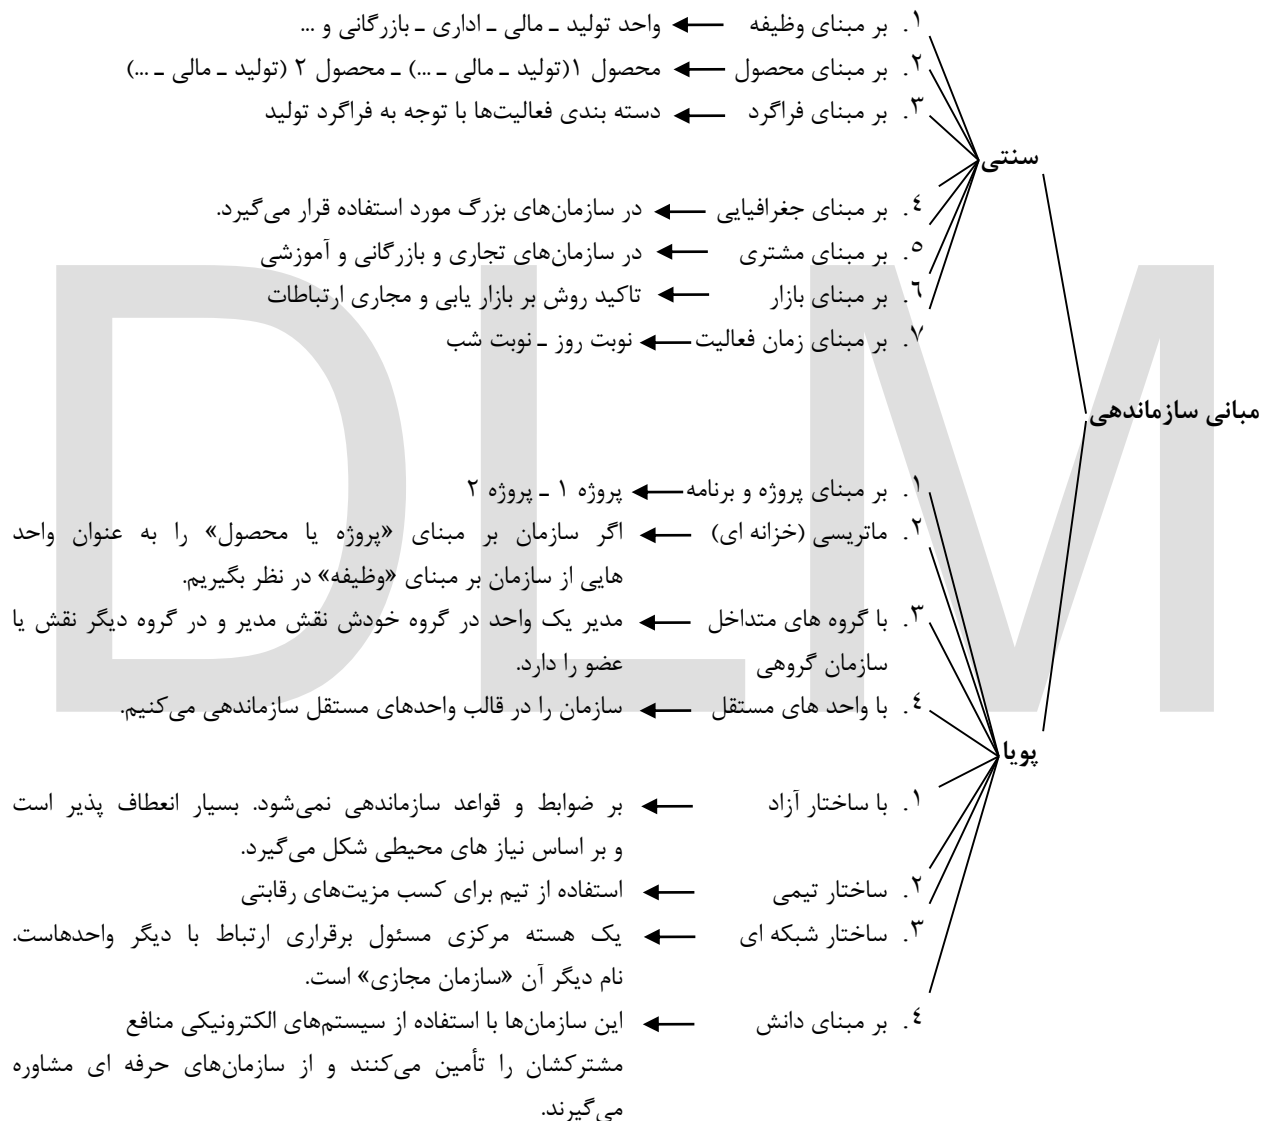 ۱. بر مبنای وظیفه ← واحد تولید ـ مالی ـ اداری ـ بازرگانی و ...
۲. بر مبنای محصول ← محصول ۱(تولید ـ مالی ـ ...) ـ محصول ۲ (تولید ـ مالی ـ ...)
۳. بر مبنای فراگرد ← دسته بندی فعالیت‌ها با توجه به فراگرد تولید
سنتی
۴. بر مبنای جغرافیایی ← در سازمان‌های بزرگ مورد استفاده قرار می‌گیرد.
۵. بر مبنای مشتری ← در سازمان‌های تجاری و بازرگانی و آموزشی
۶. بر مبنای بازار ← تاکید روش بر بازار یابی و مجاری ارتباطات
۷. بر مبنای زمان فعالیت ← نوبت روز ـ نوبت شب
مبانی سازماندهی
۱. بر مبنای پروژه و برنامه ← پروژه ۱ ـ پروژه ۲
۲. ماتریسی (خزانه ای) ← اگر سازمان بر مبنای «پروژه یا محصول» را به عنوان واحد
هایی از سازمان بر مبنای «وظیفه» در نظر بگیریم.
۳. با گروه های متداخل ← مدیر یک واحد در گروه خودش نقش مدیر و در گروه دیگر نقش یا
سازمان گروهی عضو را دارد.
۴. با واحد های مستقل ← سازمان را در قالب واحدهای مستقل سازماندهی می‌کنیم.
پویا
۱. با ساختار آزاد ← بر ضوابط و قواعد سازماندهی نمی‌شود. بسیار انعطاف پذیر است
و بر اساس نیاز های محیطی شکل می‌گیرد.
۲. ساختار تیمی ← استفاده از تیم برای کسب مزیت‌های رقابتی
۳. ساختار شبکه ای ← یک هسته مرکزی مسئول برقراری ارتباط با دیگر واحدهاست.
نام دیگر آن «سازمان مجازی» است.
۴. بر مبنای دانش ← این سازمان‌ها با استفاده از سیستم‌های الکترونیکی منافع
مشترکشان را تأمین می‌کنند و از سازمان‌های حرفه ای مشاوره
می‌گیرند.
DLM